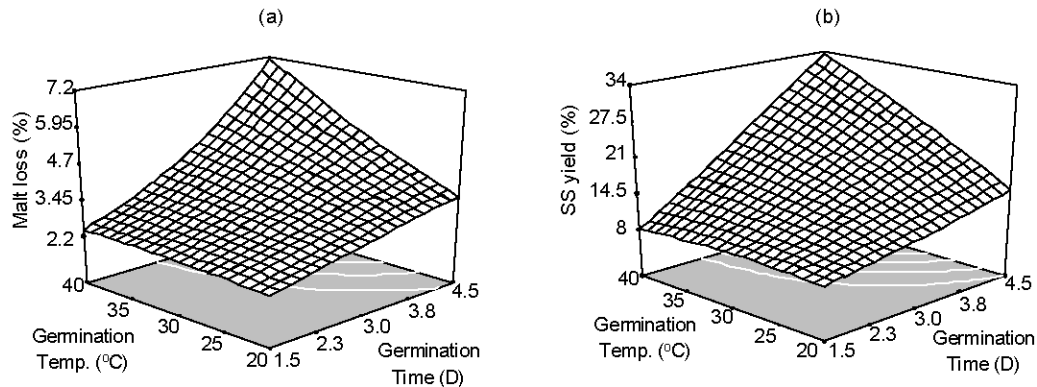 (a)
7.2
5.95
4.7
3.45
2.2
Malt loss (%)
40
35
30
25
20
Germination
Temp. (⁰C)
1.5
2.3
3.0
3.8
4.5
Germination
Time (D)
(b)
34
27.5
21
14.5
8
SS yield (%)
40
35
30
25
20
Germination
Temp. (⁰C)
1.5
2.3
3.0
3.8
4.5
Germination
Time (D)